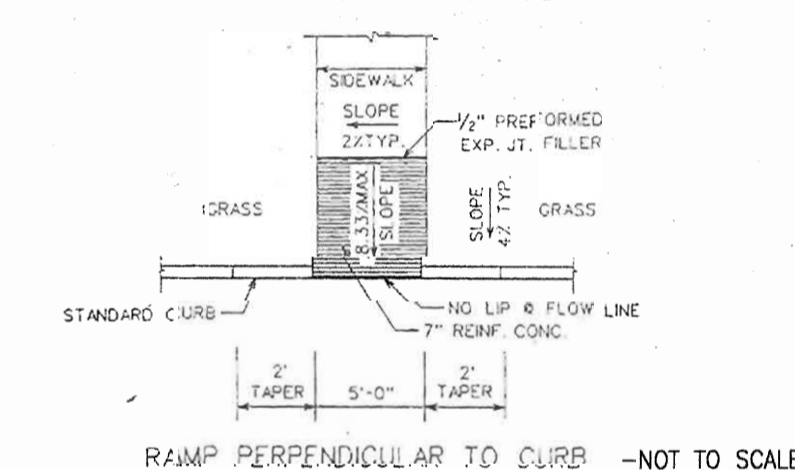 SIDEWALK
SLOPE
2% TYP.
1/2" PREFORMED
EXP. JT. FILLER
8.33% MAX
SLOPE
SLOPE
4% TYP.
GRASS
GRASS
STANDARD CURB
NO LIP @ FLOW LINE
7" REINF. CONC.
2'
TAPER
5'-0"
2'
TAPER
RAMP PERPENDICULAR TO CURB -NOT TO SCALE